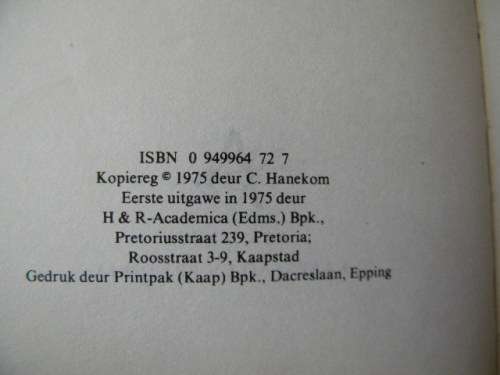 ISBN 0 949964 72 7
Kopiereg © 1975 deur C. Hanekom
Eerste uitgawe in 1975 deur
H & R-Academica (Edms.) Bpk.,
Pretoriusstraat 239, Pretoria;
Roosstraat 3-9, Kaapstad
Gedruk deur Printpak (Kaap) Bpk., Dacreslaan, Epping